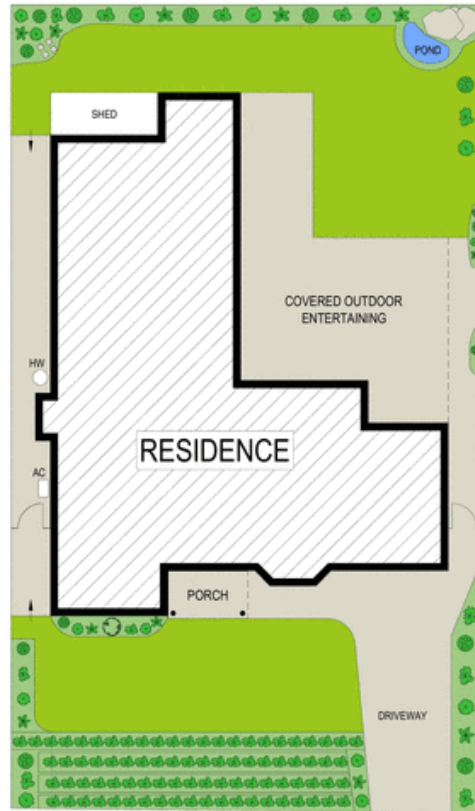 POND
SHED
COVERED OUTDOOR
ENTERTAINING
HW
RESIDENCE
AC
PORCH
DRIVEWAY